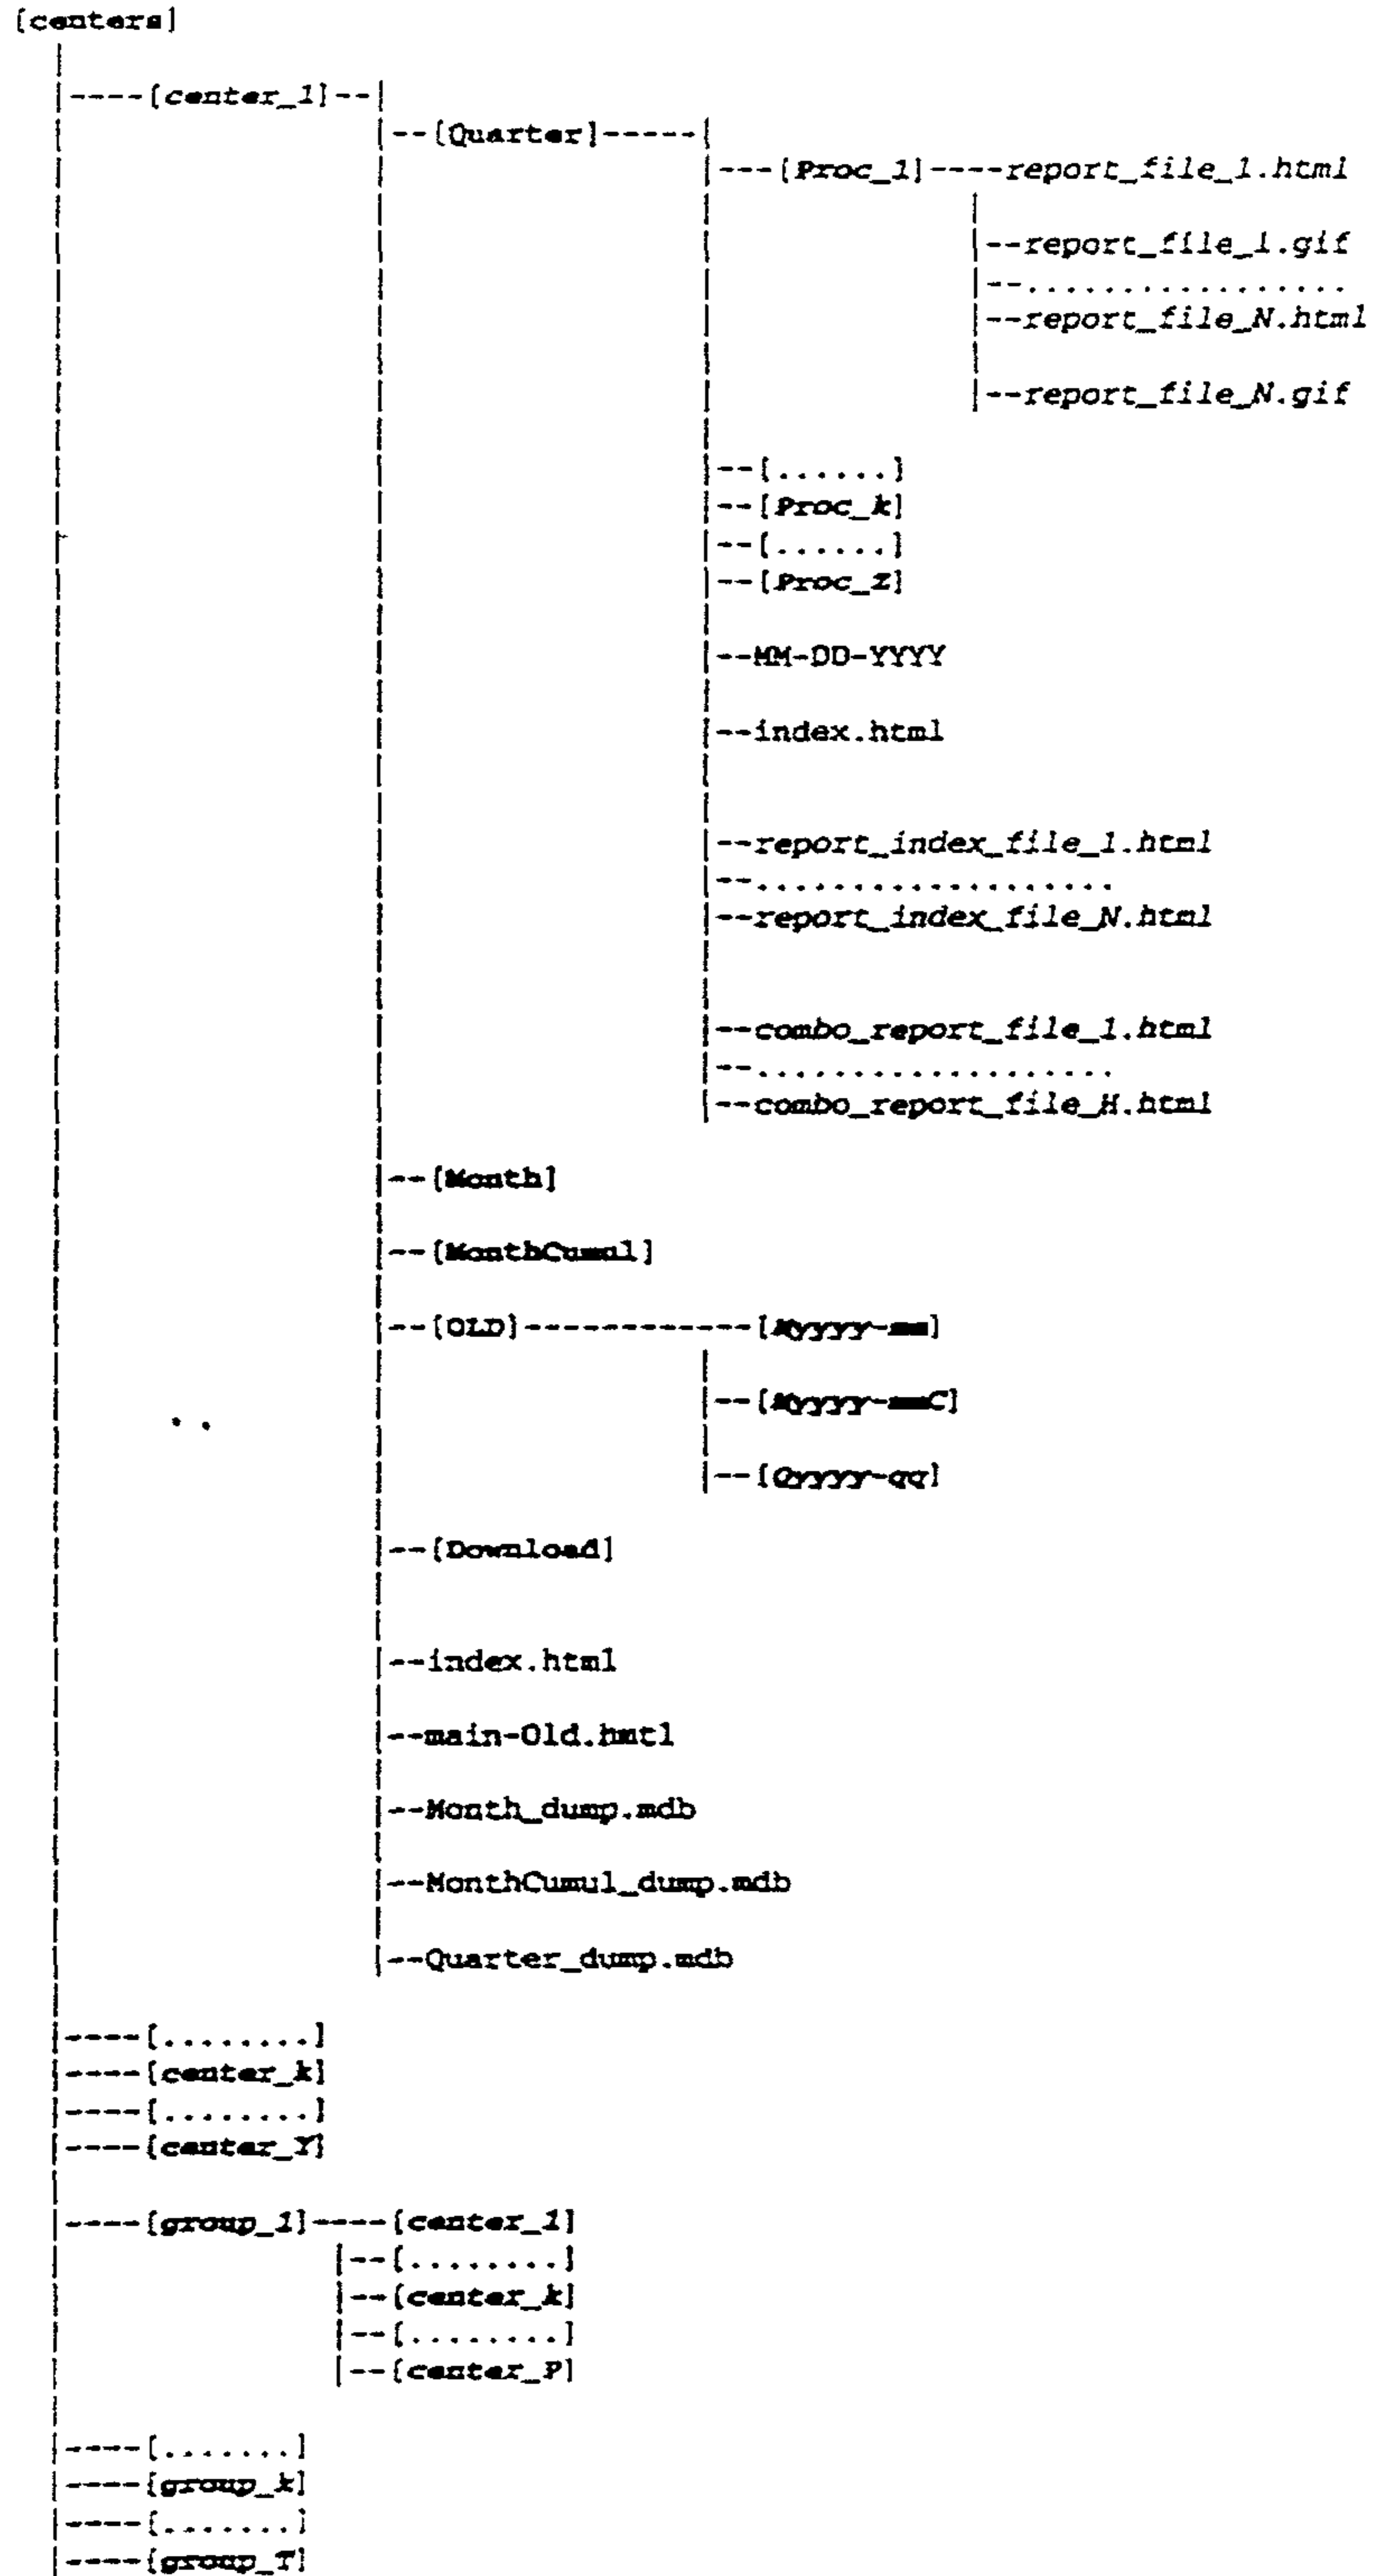 [centers]
----[center_1]--|
|--[Quarter]-----|
|---[Proc_1]----report_file_1.html
|--report_file_1.gif
|--.................
|--report_file_N.html
|--report_file_N.gif
|--[......]
|--[Proc_k]
|--[......]
|--[Proc_Z]
|--MM-DD-YYYY
|--index.html
|--report_index_file_1.html
|--...................
|--report_index_file_N.html
|--combo_report_file_1.html
|--...................
|--combo_report_file_H.html
|--[Month]
|--[MonthCumul]
|--[OLD]------------[Myyyy-mm]
|--[Myyyy-mmC]
|--[Qyyyy-qq]
|--[Download]
|--index.html
|--main-Old.hmtl
|--Month_dump.mdb
|--MonthCumul_dump.mdb
|--Quarter_dump.mdb
|----[........]
|----[center_k]
|----[........]
|----[center_Y]
|----[group_1]----[center_1]
|--[........]
|--[center_k]
|--[........]
|--[center_P]
|----[.......]
|----[group_k]
|----[.......]
|----[group_T]